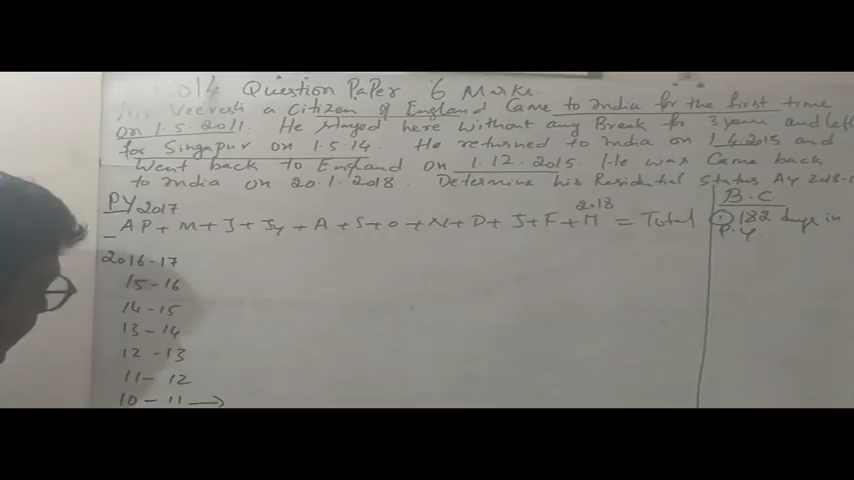 2014 Question Paper 6 Marks.
Mr Veeresh a Citizen of England Came to India for the first time
on 1.5.2011. He stayed here without any Break for 3 years and left
for Singapur on 1.5.14. He returned to India on 1.4.2015 and
went back to England on 1.12.2015. He was Came back
to India on 20.1.2018. Determine his Residential Status AY 2018-1
PY 2017
2.18
AP + M + J + Jy + A + S + O + N + D + J + F + M = Total
2016-17
15-16
14-15
13-14
12-13
11-12
10-11 →
B.C
① 182 days in
P.Y